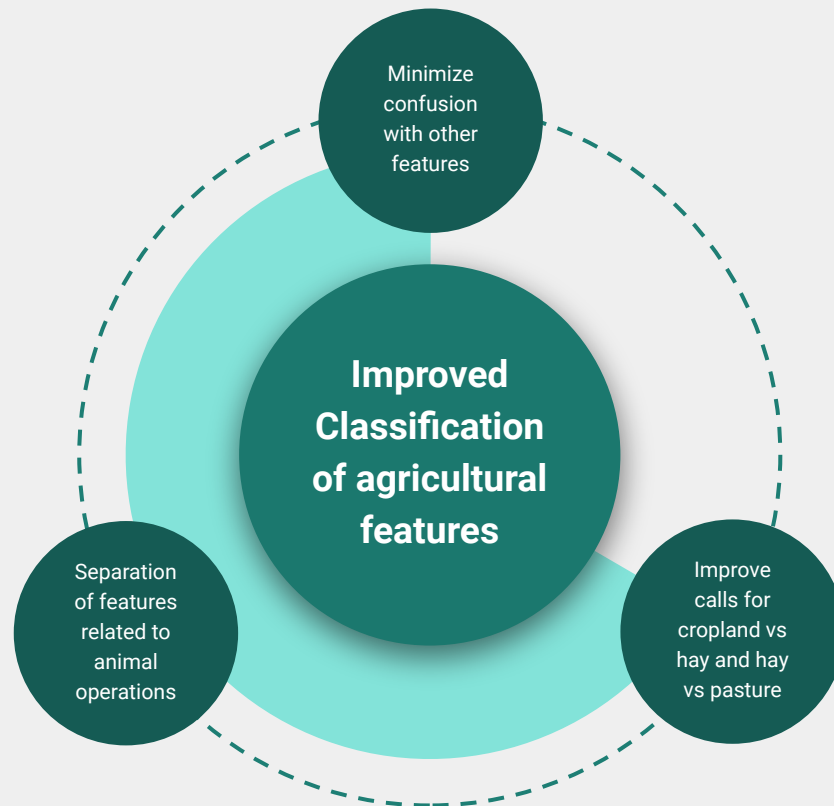 Minimize
confusion
with other
features
Improved
Classification
of agricultural
features
Separation
of features
related to
animal
operations
Improve
calls for
cropland vs
hay and hay
vs pasture